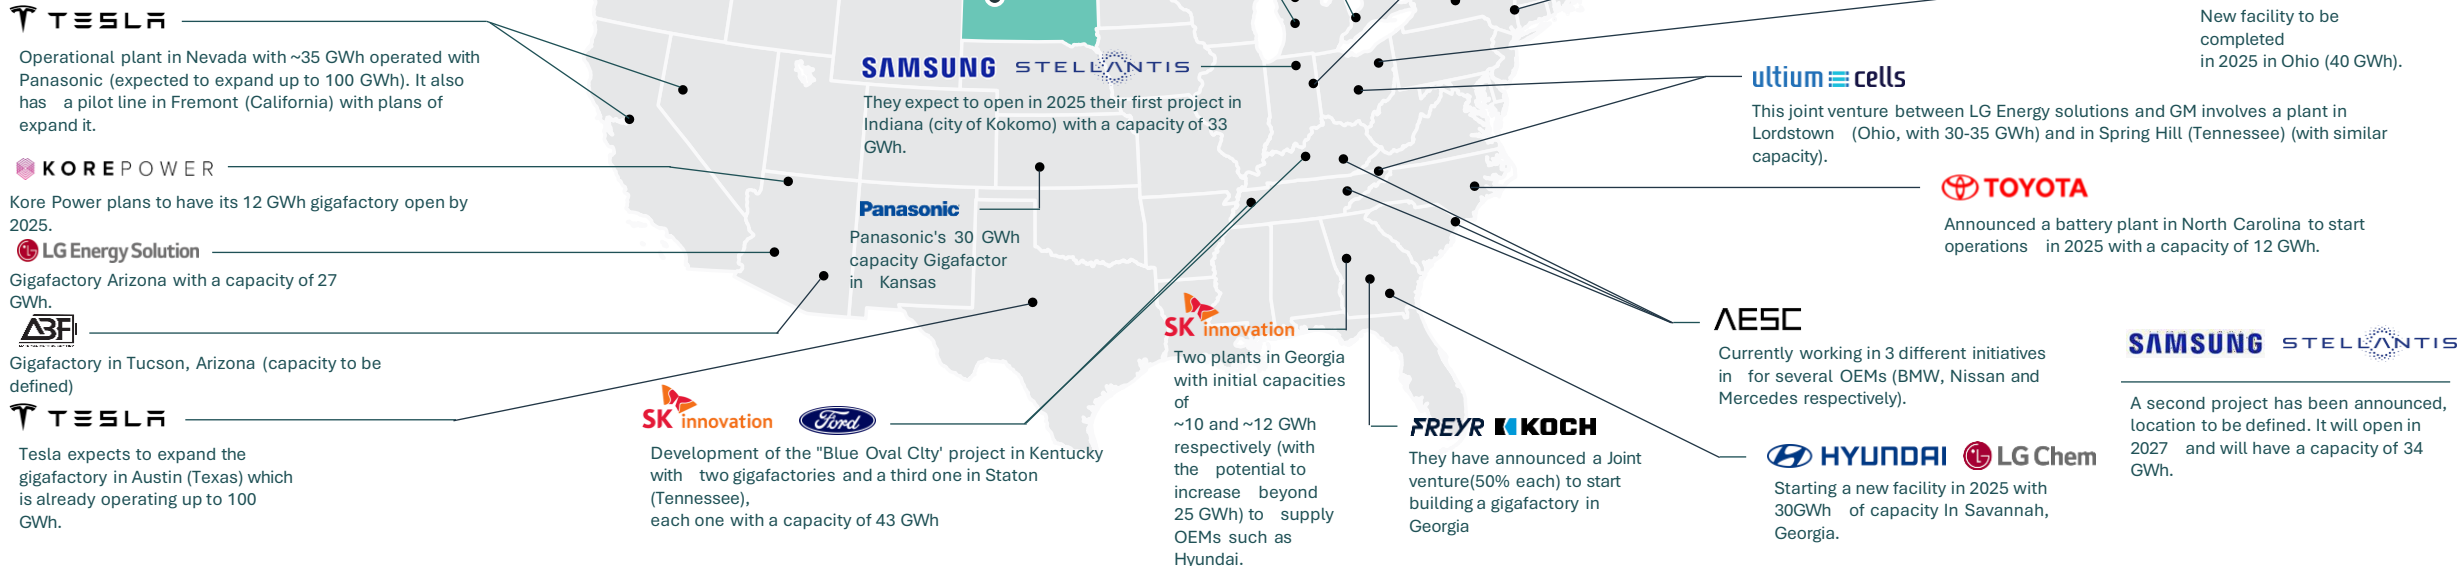 TESLA
Operational plant in Nevada with ~35 GWh operated with
Panasonic (expected to expand up to 100 GWh). It also
has a pilot line in Fremont (California) with plans of
expand it.
KOREPOWER
Kore Power plans to have its 12 GWh gigafactory open by
2025.
LG Energy Solution
Gigafactory Arizona with a capacity of 27
GWh.
ABF
Gigafactory in Tucson, Arizona (capacity to be
defined)
TESLA
Tesla expects to expand the
gigafactory in Austin (Texas) which
is already operating up to 100
GWh.
SAMSUNG STELLANTIS
They expect to open in 2025 their first project in
Indiana (city of Kokomo) with a capacity of 33
GWh.
Panasonic
Panasonic's 30 GWh
capacity Gigafactor
in Kansas
SK innovation Ford
Development of the "Blue Oval CIty' project in Kentucky
with two gigafactories and a third one in Staton
(Tennessee),
each one with a capacity of 43 GWh
SK innovation
Two plants in Georgia
with initial capacities
of
~10 and ~12 GWh
respectively (with
the potential to
increase beyond
25 GWh) to supply
OEMs such as
Hyundai.
FREYR KOCH
They have announced a Joint
venture(50% each) to start
building a gigafactory in
Georgia
New facility to be
completed
in 2025 in Ohio (40 GWh).
ultium cells
This joint venture between LG Energy solutions and GM involves a plant in
Lordstown (Ohio, with 30-35 GWh) and in Spring Hill (Tennessee) (with similar
capacity).
TOYOTA
Announced a battery plant in North Carolina to start
operations in 2025 with a capacity of 12 GWh.
AESC
Currently working in 3 different initiatives
in for several OEMs (BMW, Nissan and
Mercedes respectively).
HYUNDAI LG Chem
Starting a new facility in 2025 with
30GWh of capacity In Savannah,
Georgia.
SAMSUNG STELLANTIS
A second project has been announced,
location to be defined. It will open in
2027 and will have a capacity of 34
GWh.